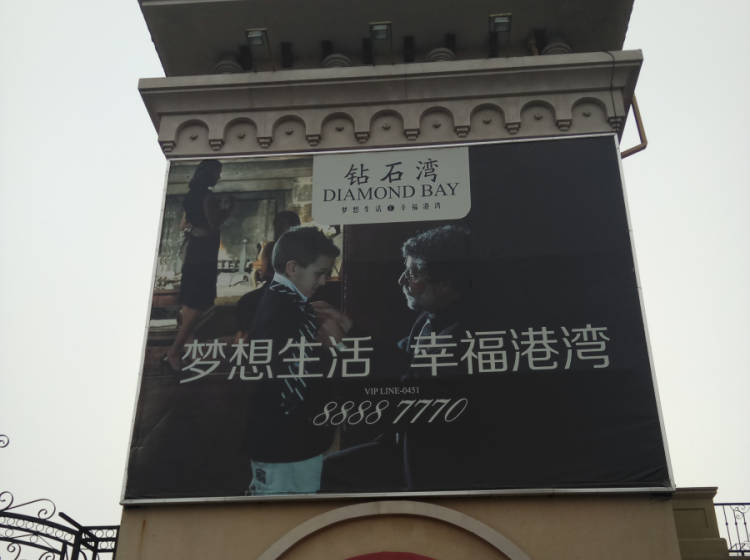 钻石湾
DIAMOND BAY
梦想生活 幸福港湾
梦想生活 幸福港湾
VIP LINE-0451
8888 7770